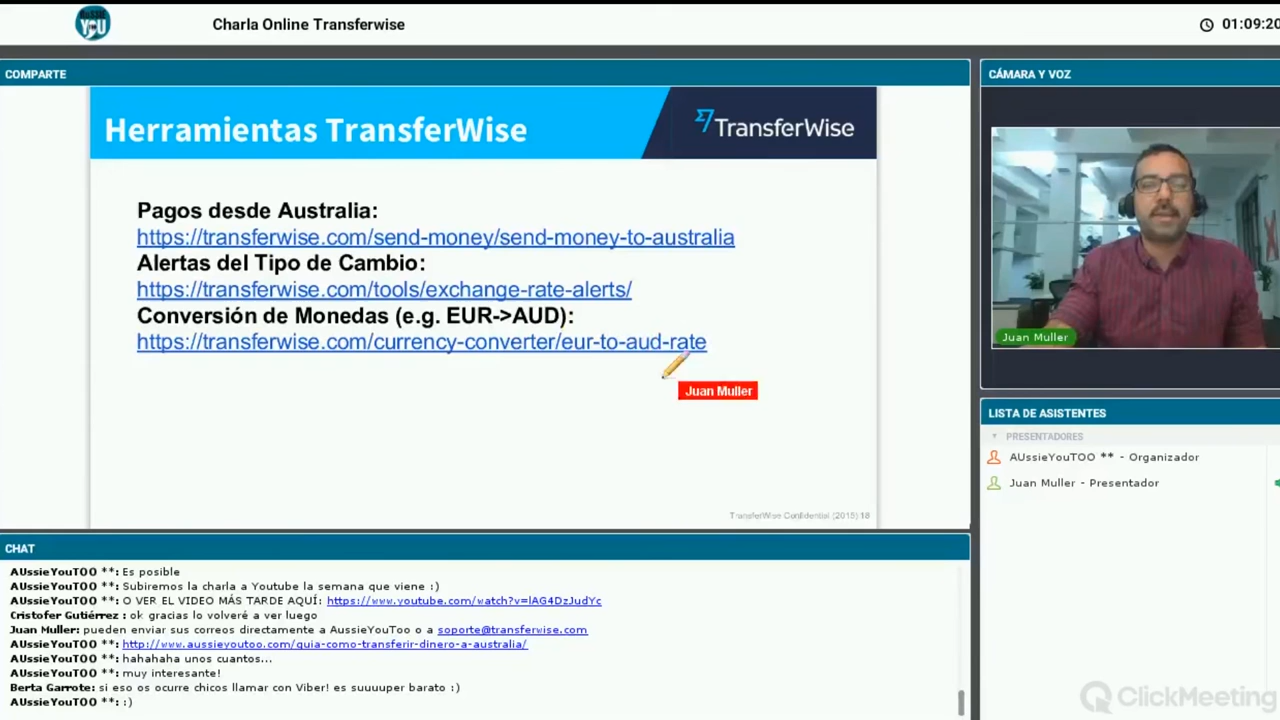 AUSSIE
YOU
Charla Online Transferwise
01:09:20
COMPARTE
CÁMARA Y VOZ
Herramientas TransferWise
TransferWise
Pagos desde Australia:
https://transferwise.com/send-money/send-money-to-australia
Alertas del Tipo de Cambio:
https://transferwise.com/tools/exchange-rate-alerts/
Conversión de Monedas (e.g. EUR->AUD):
https://transferwise.com/currency-converter/eur-to-aud-rate
Juan Muller
Juan Muller
TransferWise Confidential (2015) 18
LISTA DE ASISTENTES
PRESENTADORES
AUssieYouTOO ** - Organizador
Juan Muller - Presentador
CHAT
AUssieYouTOO **: Es posible
AUssieYouTOO **: Subiremos la charla a Youtube la semana que viene :)
AUssieYouTOO **: O VER EL VIDEO MÁS TARDE AQUÍ: https://www.youtube.com/watch?v=lAG4DzJudYc
Cristofer Gutiérrez : ok gracias lo volveré a ver luego
Juan Muller: pueden enviar sus correos directamente a AussieYouToo o a soporte@transferwise.com
AUssieYouTOO **: http://www.aussieyoutoo.com/guia-como-transferir-dinero-a-australia/
AUssieYouTOO **: hahahaha unos cuantos...
AUssieYouTOO **: muy interesante!
Berta Garrote: si eso os ocurre chicos llamar con Viber! es suuuuper barato :)
AUssieYouTOO **: :)
ClickMeeting